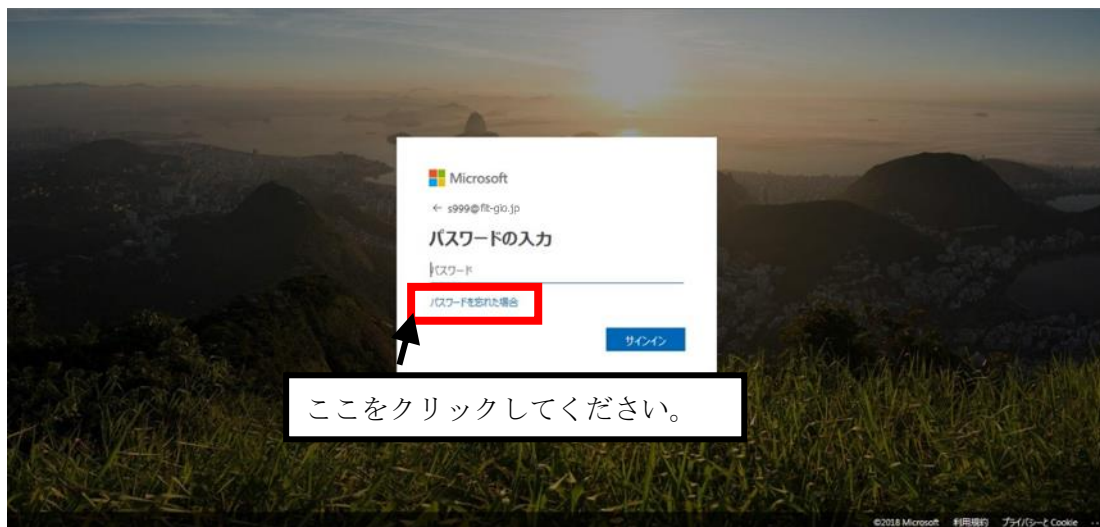 Microsoft
← s999@fit-gio.jp
パスワードの入力
パスワード
パスワードを忘れた場合
サインイン
ここをクリックしてください。
©2018 Microsoft 利用規約 プライバシーと Cookie ...